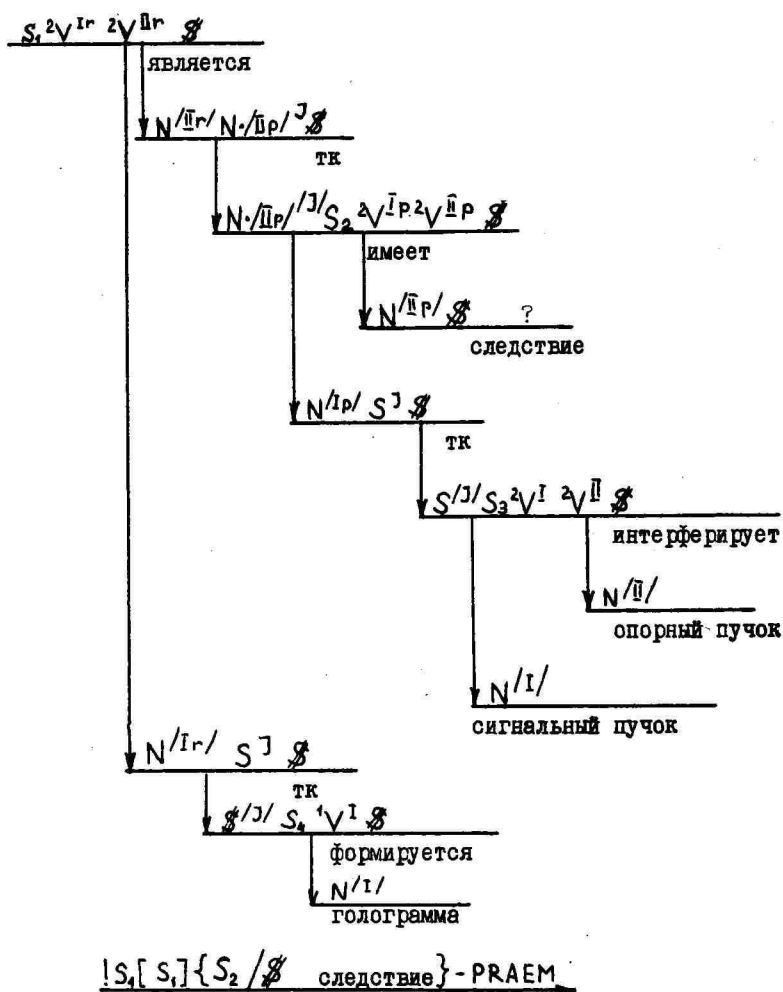 S₁ ²V^Ir ²V^IIr $
является
N^/IIr/ N·/IIp/^J $
тк
N·/IIp/^/J/ S₂ ²V^Ip ²V^IIp $
имеет
N^/IIp/ $ ?
следствие
N^/Ip/ S^J $
тк
S^/J/ S₃ ²V^I ²V^II $
интерферирует
N^/II/
опорный пучок
N^/I/
сигнальный пучок
N^/Ir/ S^J $
тк
$^/J/ S₄ ¹V^I $
формируется
N^/I/
голограмма
!S₁[S₁]{S₂/$ следствие}-PRAEM